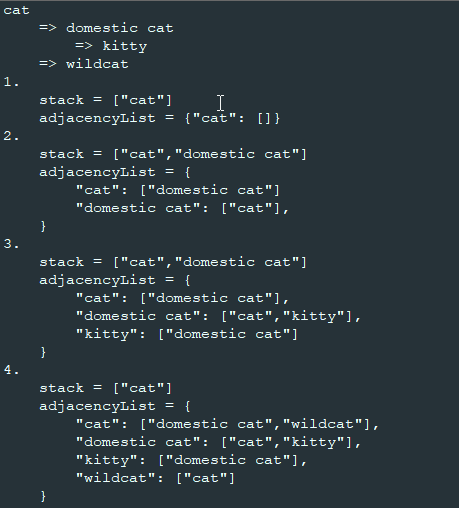 cat
    => domestic cat
        => kitty
    => wildcat
1.
    stack = ["cat"]
    adjacencyList = {"cat": []}
2.
    stack = ["cat","domestic cat"]
    adjacencyList = {
        "cat": ["domestic cat"]
        "domestic cat": ["cat"],
    }
3.
    stack = ["cat","domestic cat"]
    adjacencyList = {
        "cat": ["domestic cat"],
        "domestic cat": ["cat","kitty"],
        "kitty": ["domestic cat"]
    }
4.
    stack = ["cat"]
    adjacencyList = {
        "cat": ["domestic cat","wildcat"],
        "domestic cat": ["cat","kitty"],
        "kitty": ["domestic cat"],
        "wildcat": ["cat"]
    }